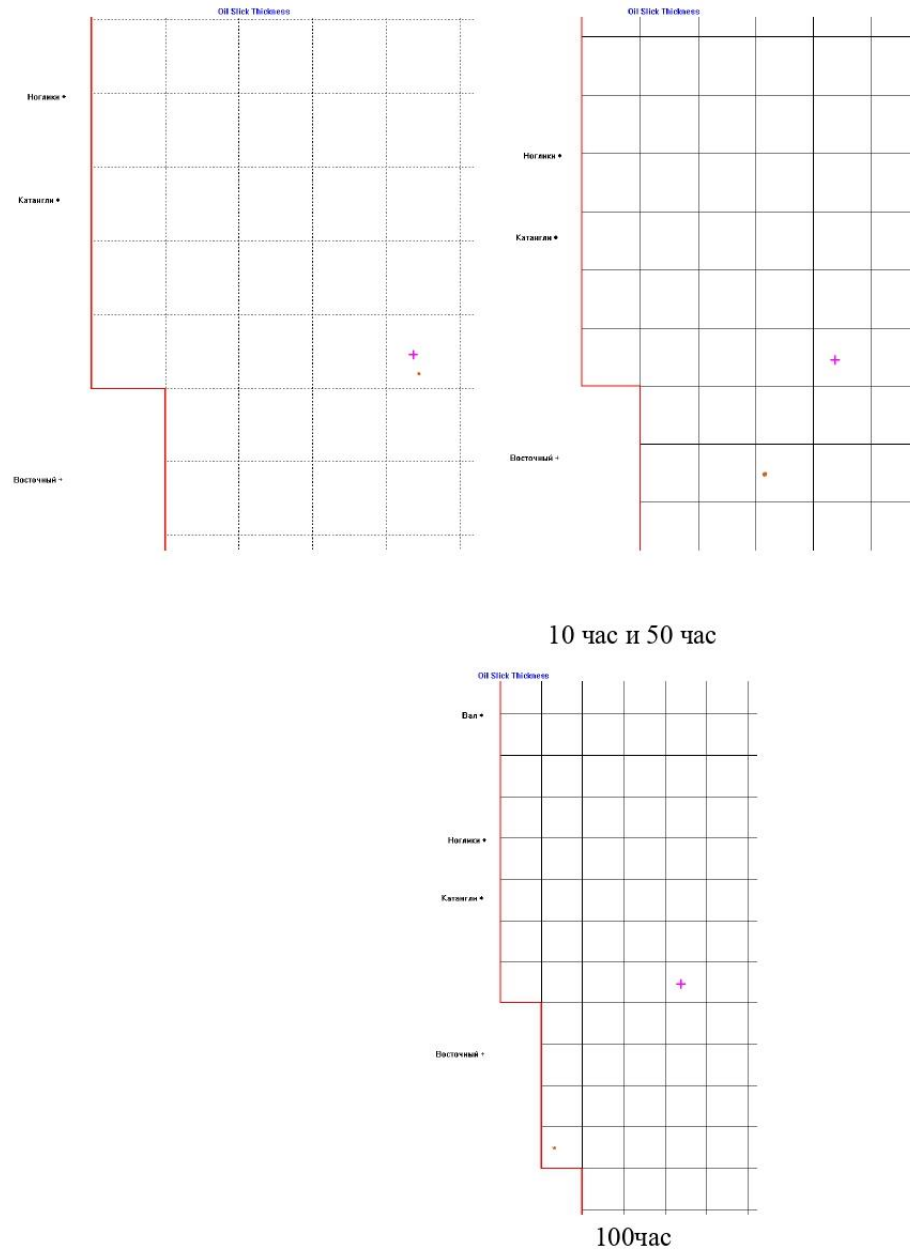 Oil Slick Thickness
Ноглики
Катангли
Восточный
Oil Slick Thickness
Ноглики
Катангли
Восточный
10 час и 50 час
Oil Slick Thickness
Вал
Ноглики
Катангли
Восточный
100час